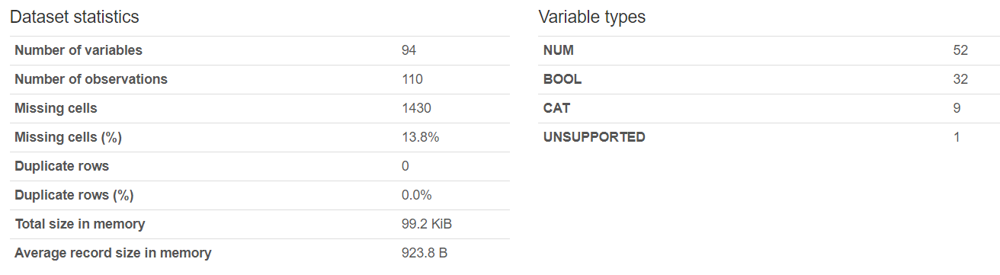 Dataset statistics
Number of variables 94
Number of observations 110
Missing cells 1430
Missing cells (%) 13.8%
Duplicate rows 0
Duplicate rows (%) 0.0%
Total size in memory 99.2 KiB
Average record size in memory 923.8 B
Variable types
NUM 52
BOOL 32
CAT 9
UNSUPPORTED 1